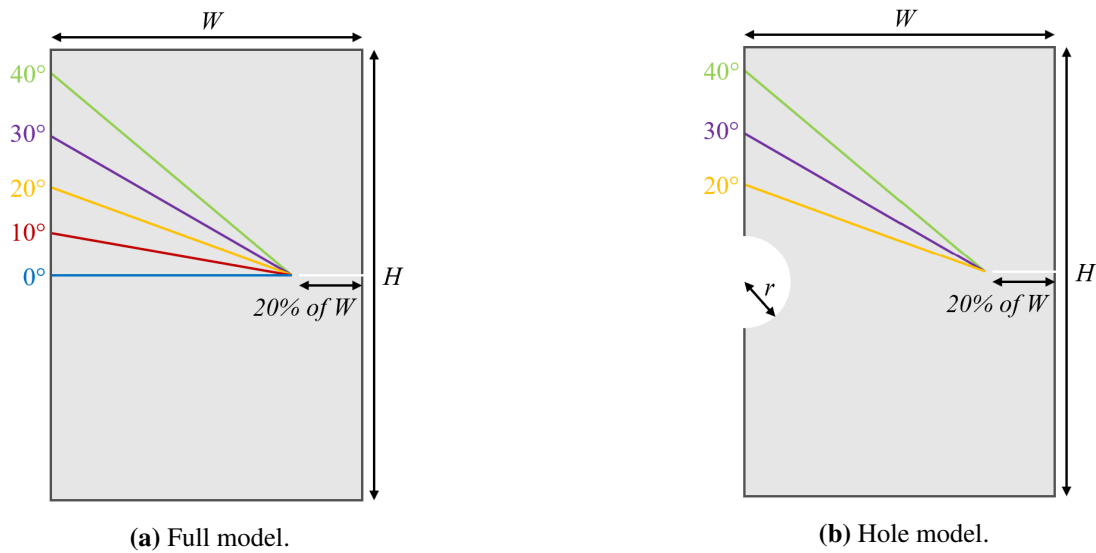 W
40°
30°
20°
10°
0°
H
20% of W
(a) Full model.
W
40°
30°
20°
r
H
20% of W
(b) Hole model.